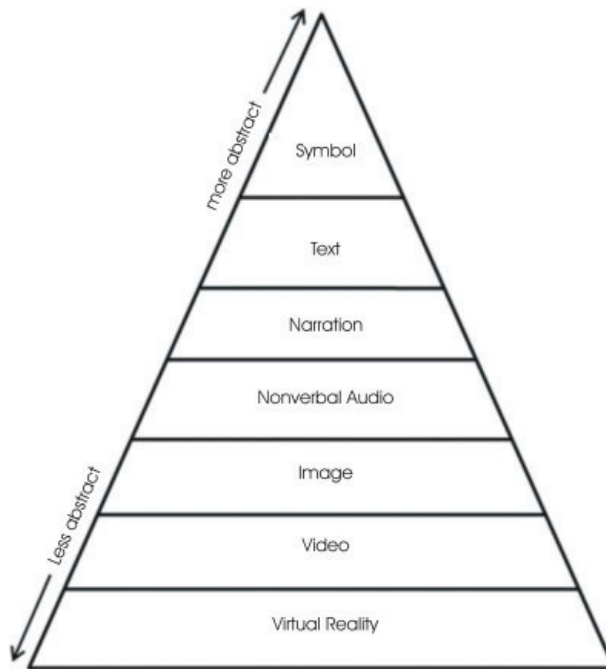 more abstract
Symbol
Text
Narration
Nonverbal Audio
Image
Less abstract
Video
Virtual Reality